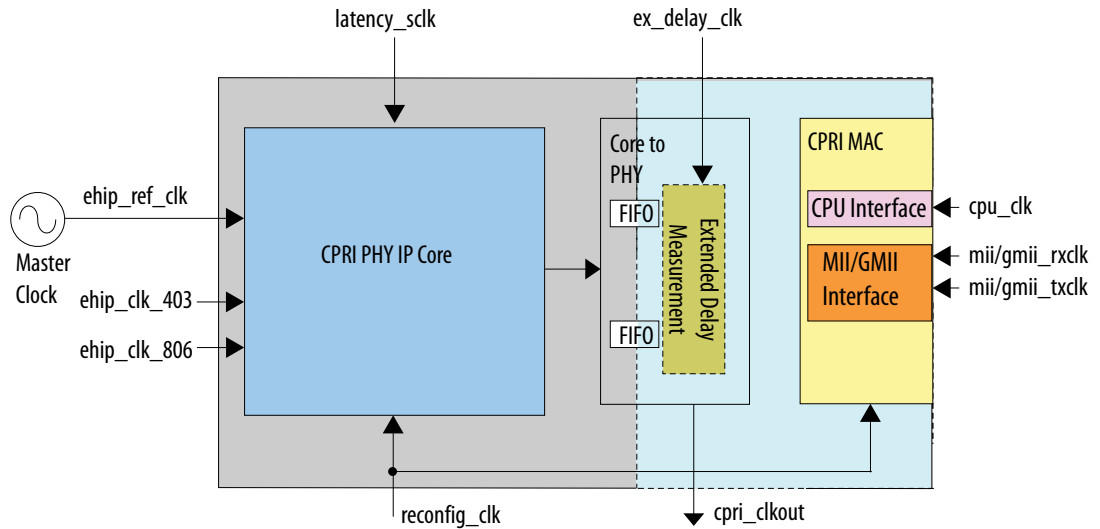 latency_sclk
ex_delay_clk
ehip_ref_clk
Master
Clock
ehip_clk_403
ehip_clk_806
CPRI PHY IP Core
Core to
PHY
FIFO
FIFO
Extended Delay
Measurement
CPRI MAC
CPU Interface
MII/GMII
Interface
cpu_clk
mii/gmii_rxclk
mii/gmii_txclk
reconfig_clk
cpri_clkout